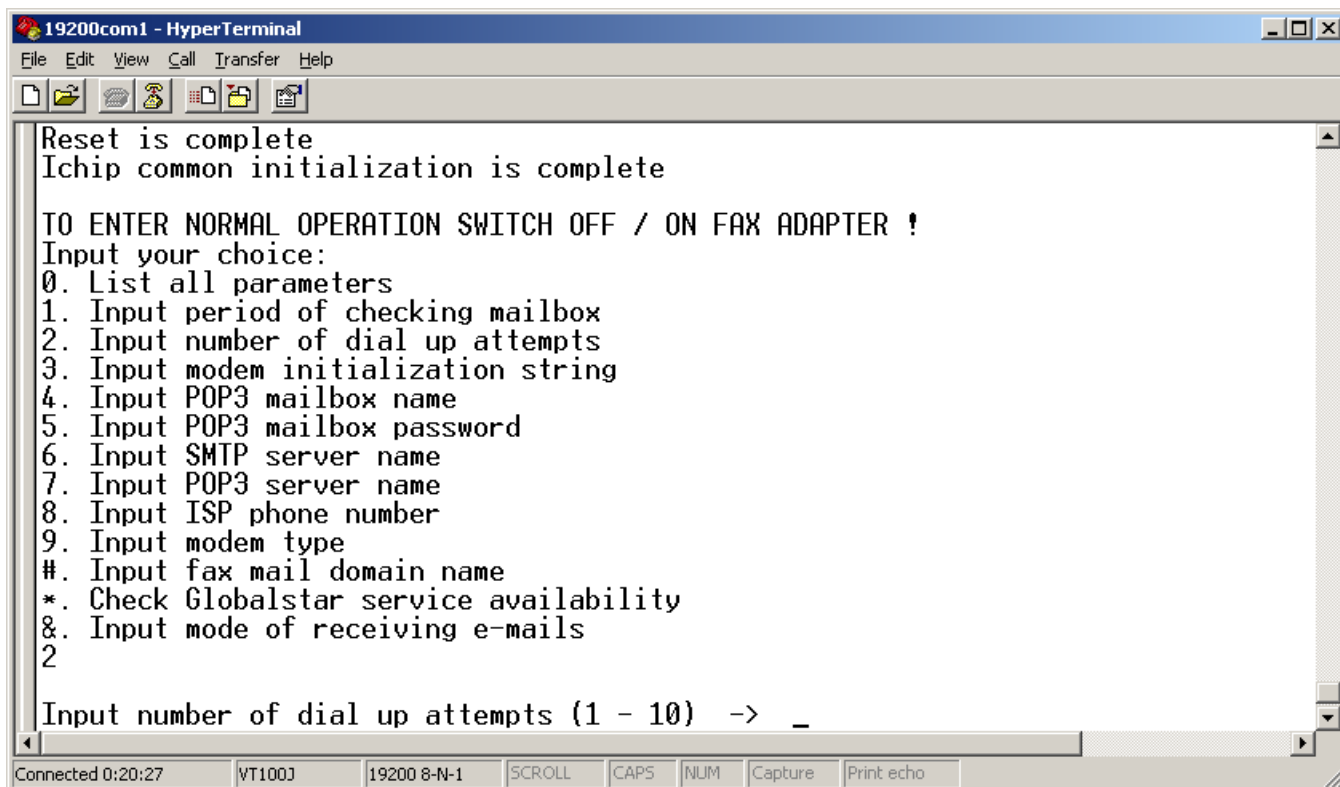 19200com1 - HyperTerminal
File Edit View Call Transfer Help
Reset is complete
Ichip common initialization is complete
TO ENTER NORMAL OPERATION SWITCH OFF / ON FAX ADAPTER !
Input your choice:
0. List all parameters
1. Input period of checking mailbox
2. Input number of dial up attempts
3. Input modem initialization string
4. Input POP3 mailbox name
5. Input POP3 mailbox password
6. Input SMTP server name
7. Input POP3 server name
8. Input ISP phone number
9. Input modem type
#. Input fax mail domain name
*. Check Globalstar service availability
&. Input mode of receiving e-mails
2
Input number of dial up attempts (1 - 10) -> _
Connected 0:20:27 VT100J 19200 8-N-1 SCROLL CAPS NUM Capture Print echo